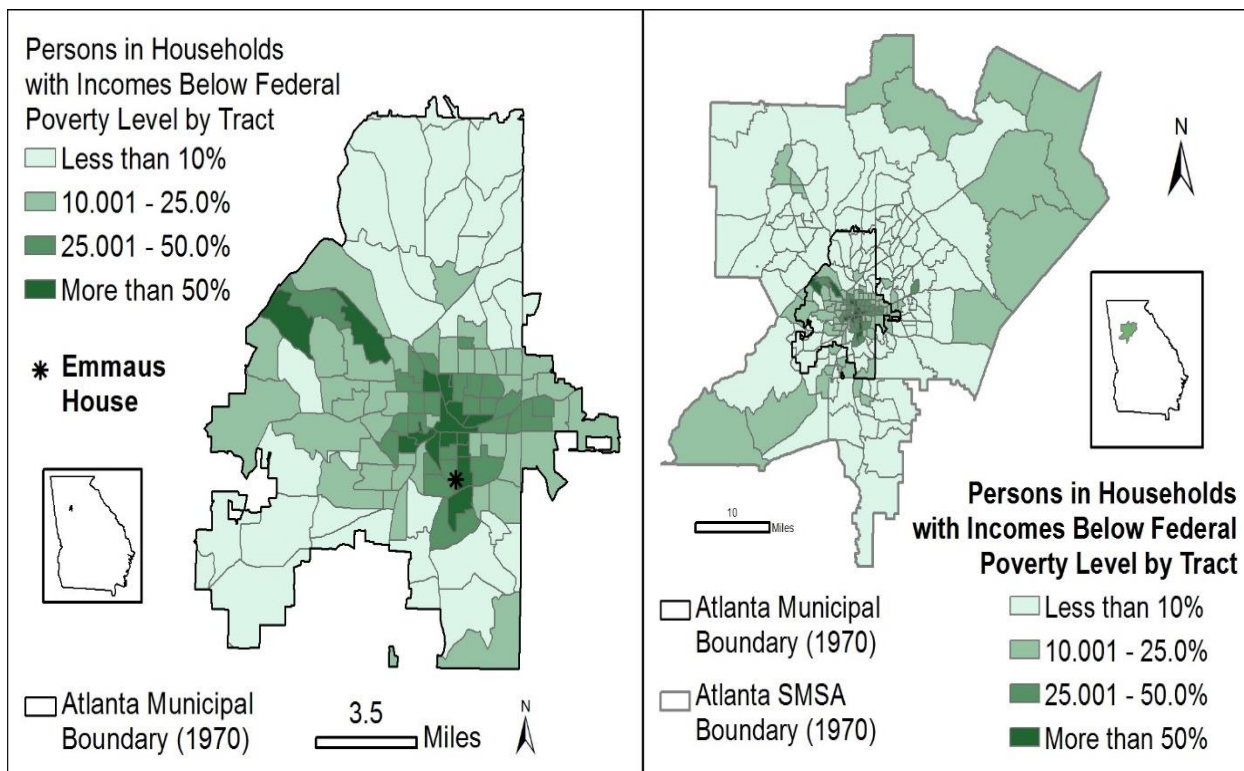 Persons in Households
with Incomes Below Federal
Poverty Level by Tract
Less than 10%
10.001 - 25.0%
25.001 - 50.0%
More than 50%
Emmaus
House
Atlanta Municipal
Boundary (1970)
3.5
Miles
N
N
10
Miles
Persons in Households
with Incomes Below Federal
Poverty Level by Tract
Atlanta Municipal
Boundary (1970)
Atlanta SMSA
Boundary (1970)
Less than 10%
10.001 - 25.0%
25.001 - 50.0%
More than 50%